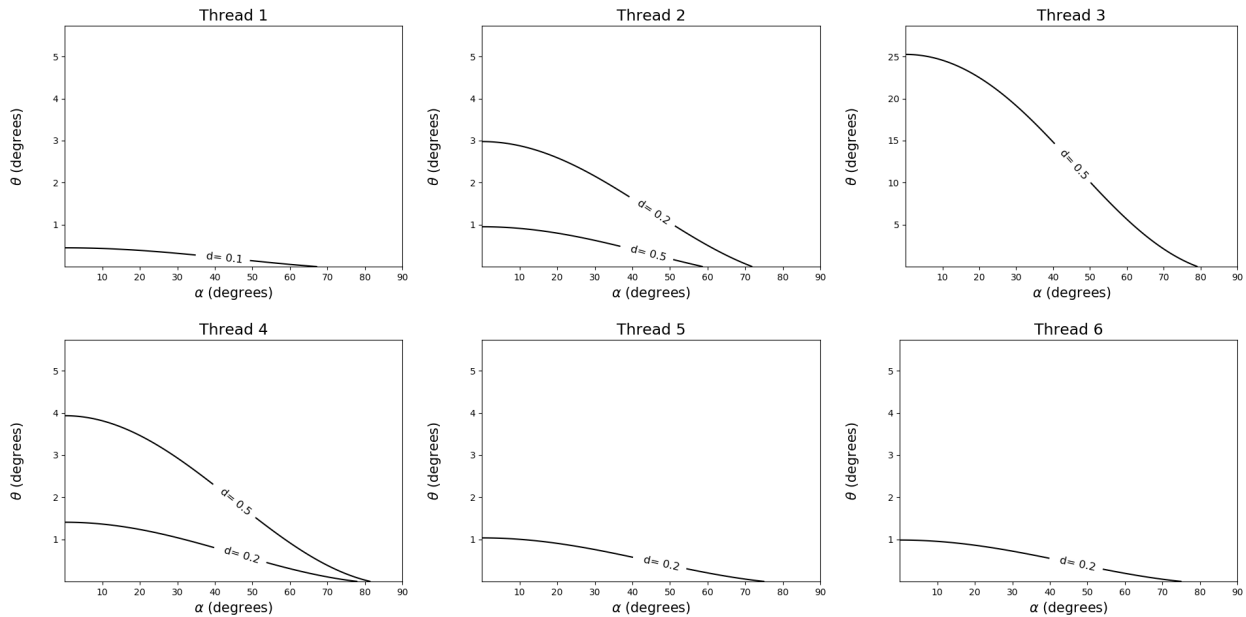 Thread 1
5
4
3
2
1
θ (degrees)
d= 0.1
10 20 30 40 50 60 70 80 90
α (degrees)
Thread 2
5
4
3
2
1
θ (degrees)
d= 0.2
d= 0.5
10 20 30 40 50 60 70 80 90
α (degrees)
Thread 3
25
20
15
10
5
θ (degrees)
d= 0.5
10 20 30 40 50 60 70 80 90
α (degrees)
Thread 4
5
4
3
2
1
θ (degrees)
d= 0.5
d= 0.2
10 20 30 40 50 60 70 80 90
α (degrees)
Thread 5
5
4
3
2
1
θ (degrees)
d= 0.2
10 20 30 40 50 60 70 80 90
α (degrees)
Thread 6
5
4
3
2
1
θ (degrees)
d= 0.2
10 20 30 40 50 60 70 80 90
α (degrees)